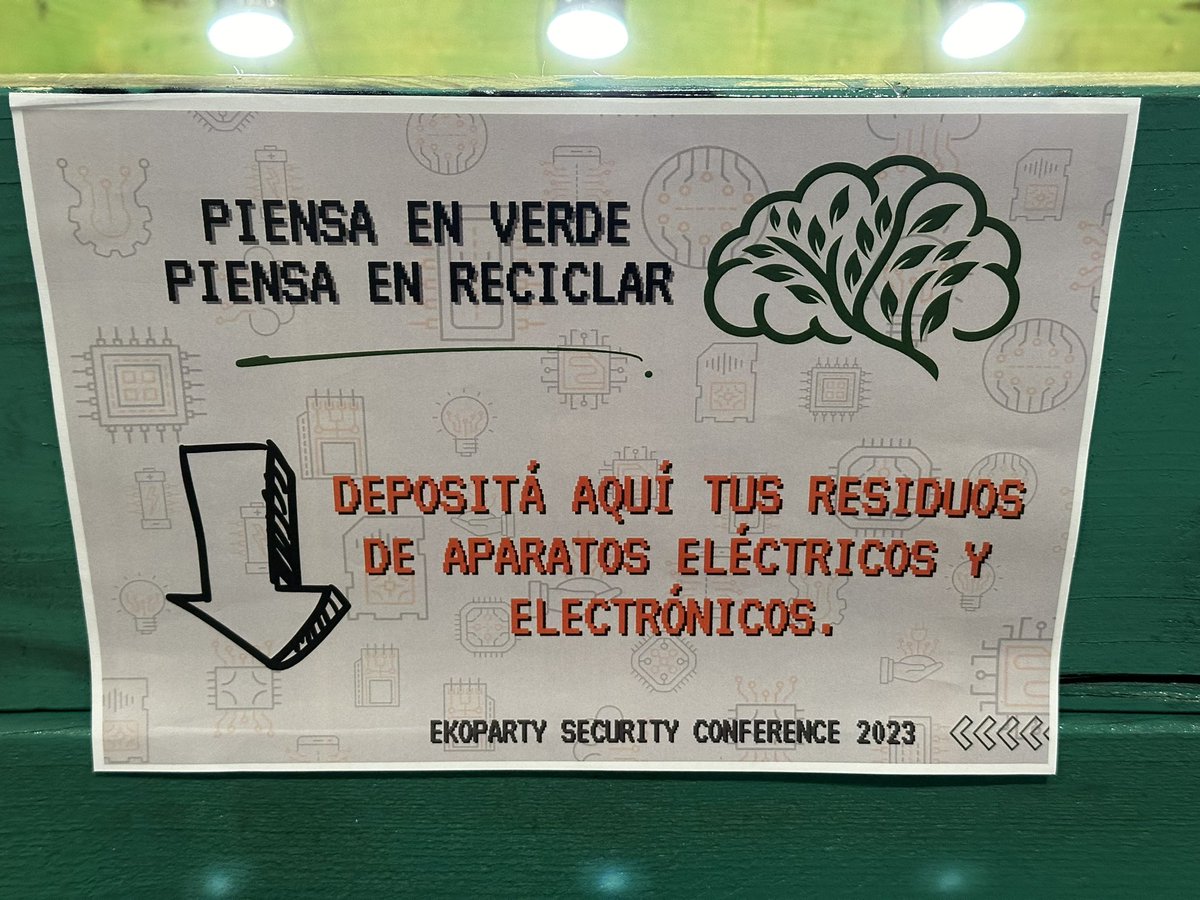 PIENSA EN VERDE
PIENSA EN RECICLAR
DEPOSITÁ AQUÍ TUS RESIDUOS
DE APARATOS ELÉCTRICOS Y
ELECTRÓNICOS.
EKOPARTY SECURITY CONFERENCE 2023